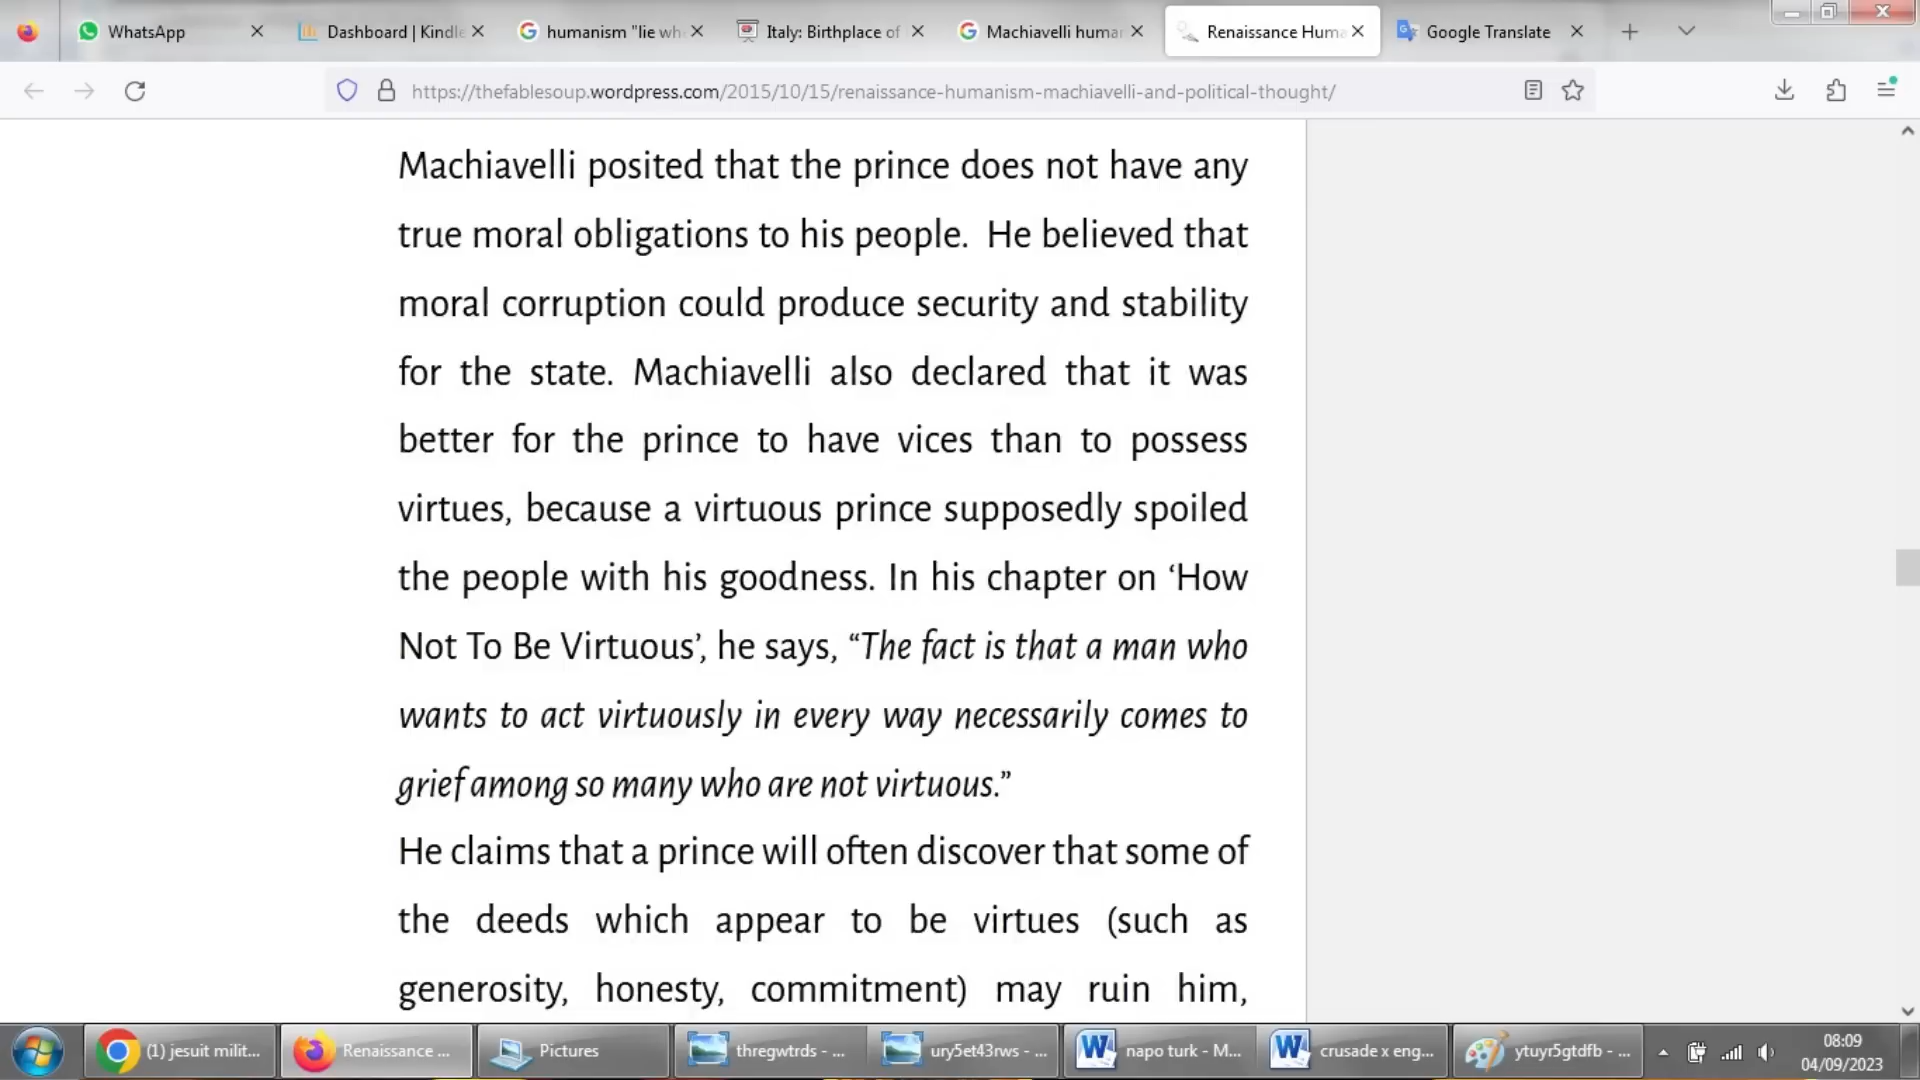 WhatsApp
Dashboard | Kindle
humanism "lie wh
Italy: Birthplace of
Machiavelli humar
Renaissance Huma
Google Translate
https://thefablesoup.wordpress.com/2015/10/15/renaissance-humanism-machiavelli-and-political-thought/
Machiavelli posited that the prince does not have any
true moral obligations to his people. He believed that
moral corruption could produce security and stability
for the state. Machiavelli also declared that it was
better for the prince to have vices than to possess
virtues, because a virtuous prince supposedly spoiled
the people with his goodness. In his chapter on ‘How
Not To Be Virtuous’, he says, “The fact is that a man who
wants to act virtuously in every way necessarily comes to
grief among so many who are not virtuous.”
He claims that a prince will often discover that some of
the deeds which appear to be virtues (such as
generosity, honesty, commitment) may ruin him,
(1) jesuit milit...
Renaissance ...
Pictures
thregwtrds - ...
ury5et43rws - ...
napo turk - M...
crusade x eng...
ytuyr5gtdfb - ...
08:09
04/09/2023